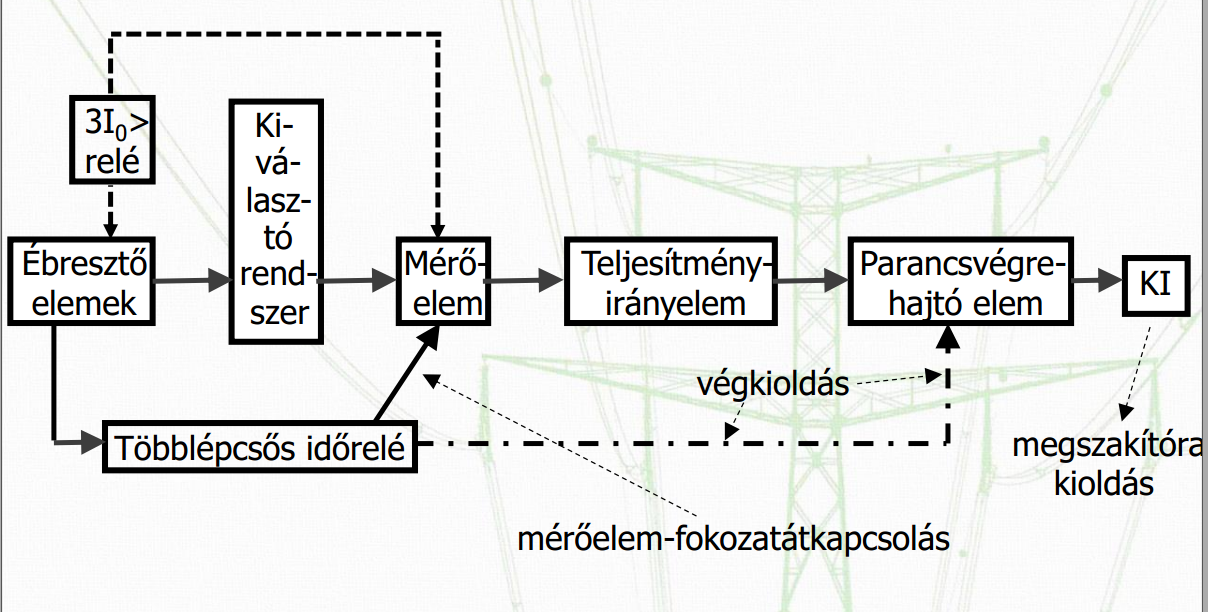 3I₀>
relé
Ki-
vá-
lasz-
tó
rend-
szer
Ébresztő
elemek
Mérő-
elem
Teljesítmény-
irányelem
Parancsvégre-
hajtó elem
KI
végkioldás
Többlépcsős időrelé
megszakítóra
kioldás
mérőelem-fokozatátkapcsolás